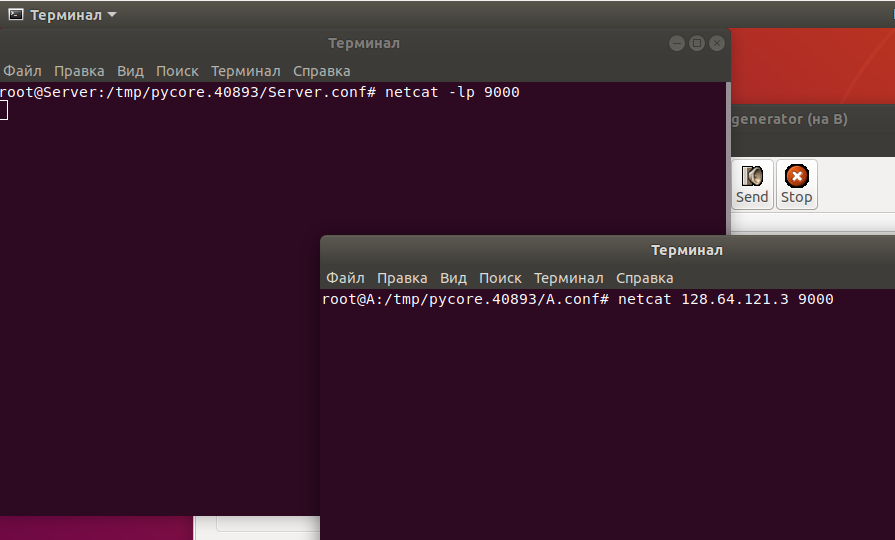 Терминал
Терминал
Файл Правка Вид Поиск Терминал Справка
root@Server:/tmp/pycore.40893/Server.conf# netcat -lp 9000
generator (на B)
Send Stop
Терминал
Файл Правка Вид Поиск Терминал Справка
root@A:/tmp/pycore.40893/A.conf# netcat 128.64.121.3 9000